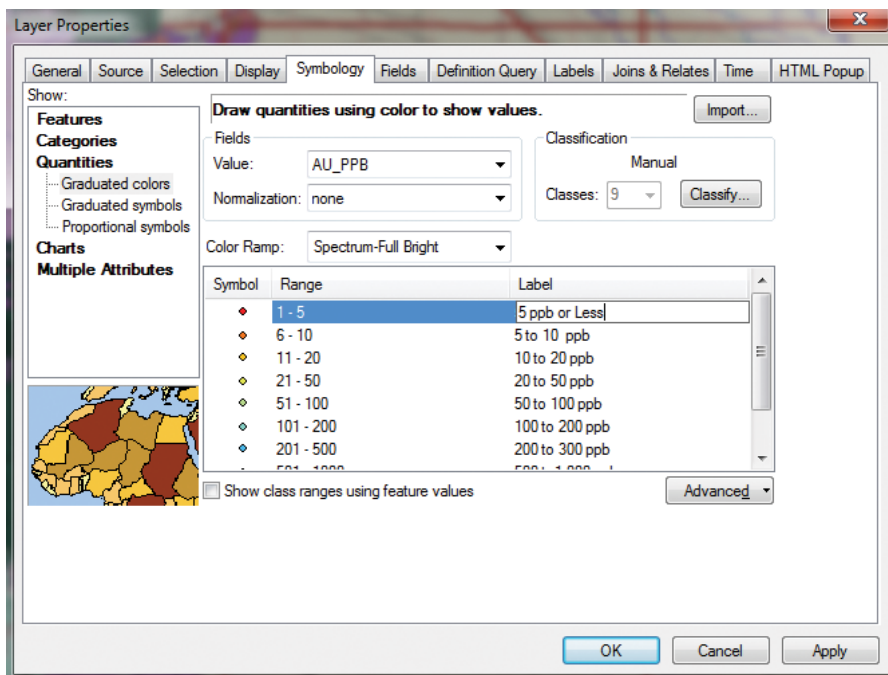 Layer Properties
x
General Source Selection Display Symbology Fields Definition Query Labels Joins & Relates Time HTML Popup
Show:
Features
Categories
Quantities
Graduated colors
Graduated symbols
Proportional symbols
Charts
Multiple Attributes
Draw quantities using color to show values.
Import...
Fields
Value: AU_PPB
Normalization: none
Classification
Manual
Classes: 9 Classify...
Color Ramp: Spectrum-Full Bright
Symbol Range Label
1 - 5 5 ppb or Less
6 - 10 5 to 10 ppb
11 - 20 10 to 20 ppb
21 - 50 20 to 50 ppb
51 - 100 50 to 100 ppb
101 - 200 100 to 200 ppb
201 - 500 200 to 300 ppb
Show class ranges using feature values
Advanced
OK Cancel Apply